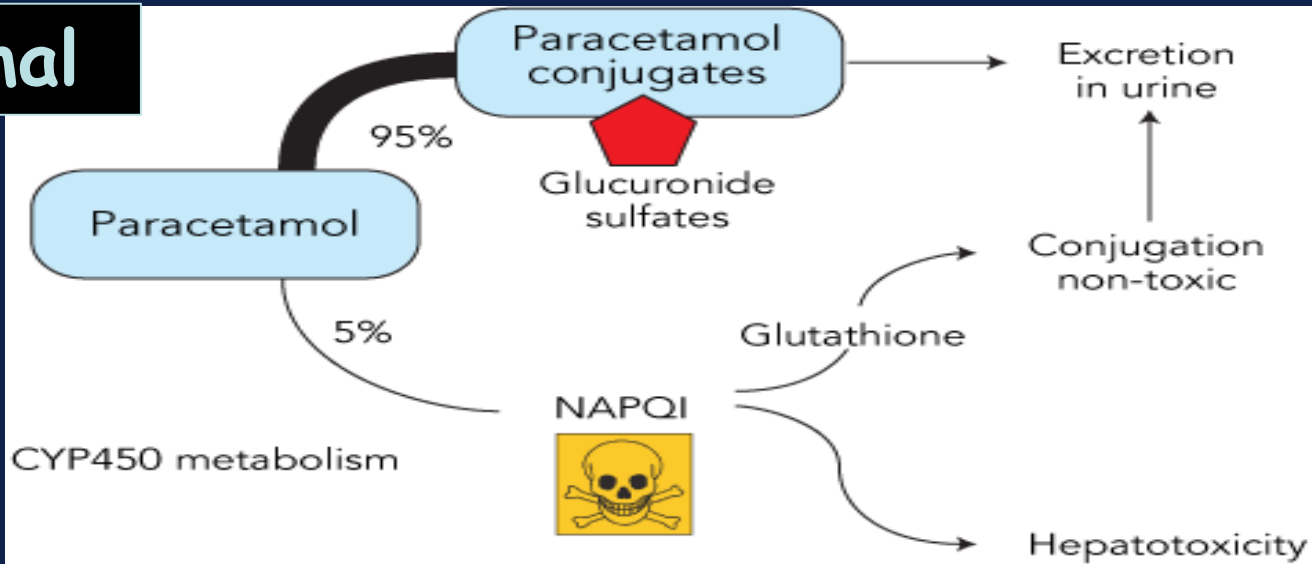 nal
Paracetamol
conjugates
Excretion
in urine
95%
Glucuronide
sulfates
Paracetamol
Conjugation
non-toxic
5%
Glutathione
NAPQI
CYP450 metabolism
Hepatotoxicity